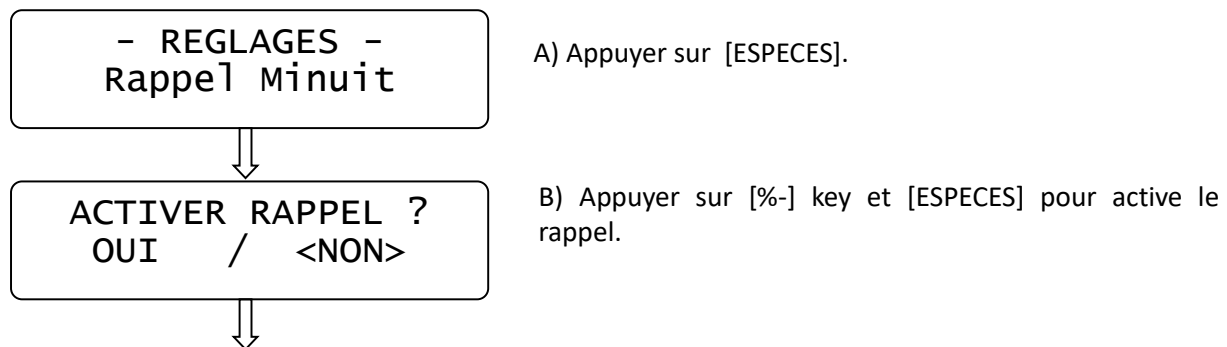 - REGLAGES -
Rappel Minuit
A) Appuyer sur [ESPECES].
ACTIVER RAPPEL ?
OUI / <NON>
B) Appuyer sur [%-] key et [ESPECES] pour active le
rappel.